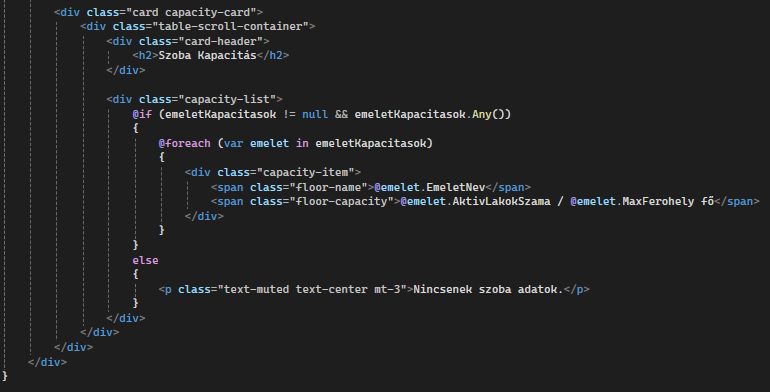 <div class="card capacity-card">
<div class="table-scroll-container">
<div class="card-header">
<h2>Szoba Kapacitás</h2>
</div>
<div class="capacity-list">
@if (emeletKapacitasok != null && emeletKapacitasok.Any())
{
@foreach (var emelet in emeletKapacitasok)
{
<div class="capacity-item">
<span class="floor-name">@emelet.EmeletNev</span>
<span class="floor-capacity">@emelet.AktivLakokSzama / @emelet.MaxFerohely fő</span>
</div>
}
}
else
{
<p class="text-muted text-center mt-3">Nincsenek szoba adatok.</p>
}
</div>
</div>
</div>
</div>
}